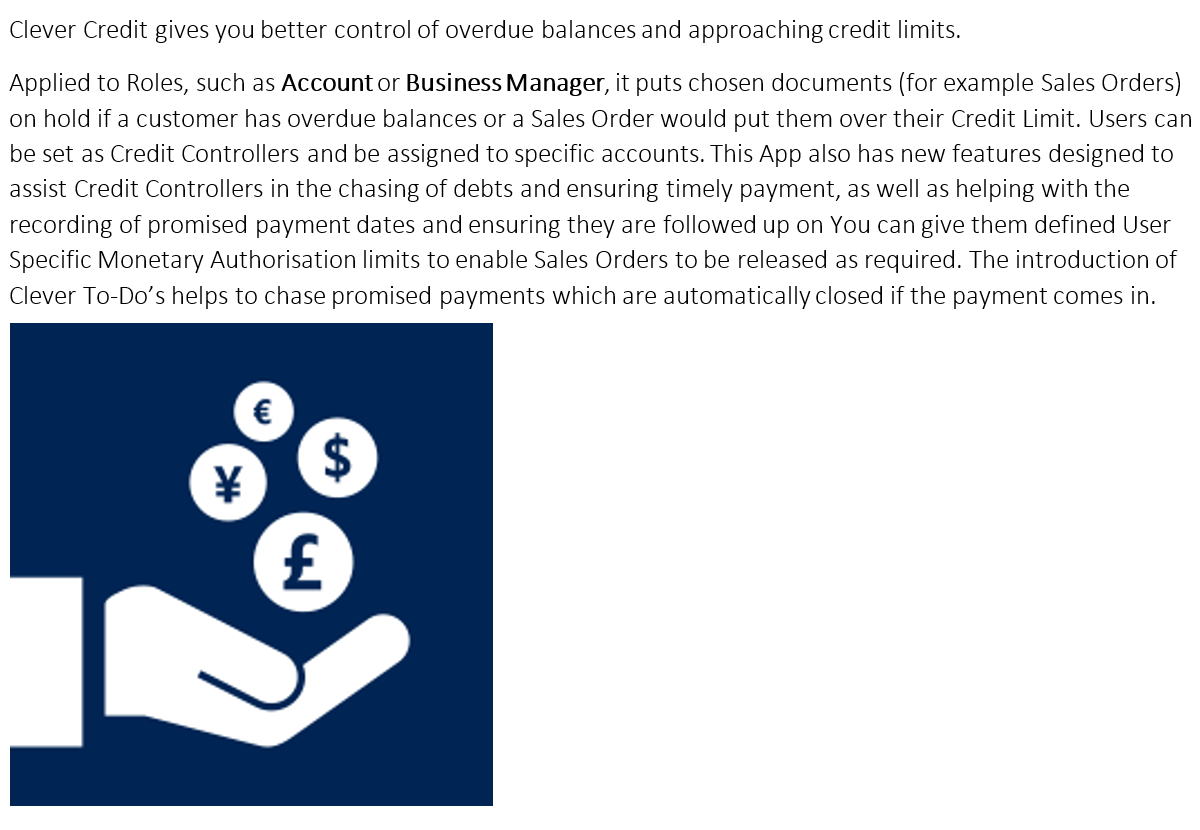 Clever Credit gives you better control of overdue balances and approaching credit limits.
Applied to Roles, such as Account or Business Manager, it puts chosen documents (for example Sales Orders)
on hold if a customer has overdue balances or a Sales Order would put them over their Credit Limit. Users can
be set as Credit Controllers and be assigned to specific accounts. This App also has new features designed to
assist Credit Controllers in the chasing of debts and ensuring timely payment, as well as helping with the
recording of promised payment dates and ensuring they are followed up on You can give them defined User
Specific Monetary Authorisation limits to enable Sales Orders to be released as required. The introduction of
Clever To-Do’s helps to chase promised payments which are automatically closed if the payment comes in.
€
$
¥
£